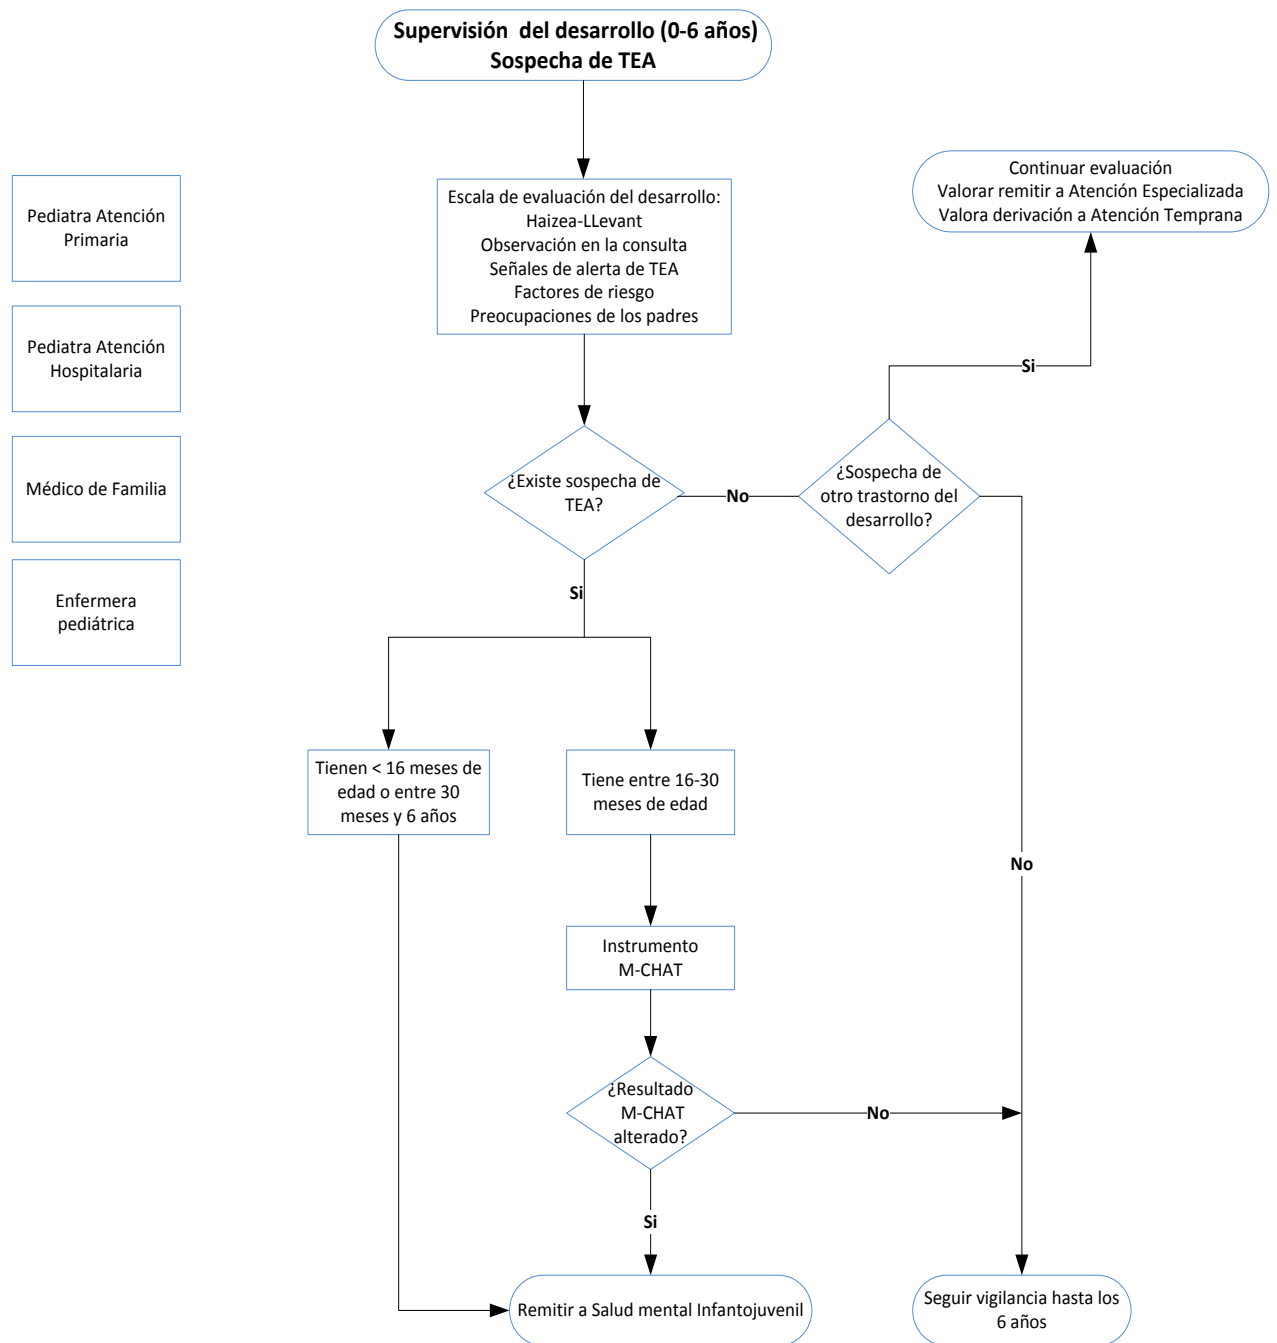 Supervisión  del desarrollo (0-6 años)
Sospecha de TEA
Pediatra Atención
Primaria
Pediatra Atención
Hospitalaria
Médico de Familia
Enfermera
pediátrica
Escala de evaluación del desarrollo:
Haizea-LLevant
Observación en la consulta
Señales de alerta de TEA
Factores de riesgo
Preocupaciones de los padres
Continuar evaluación
Valorar remitir a Atención Especializada
Valora derivación a Atención Temprana
Si
¿Existe sospecha de
TEA?
No
¿Sospecha de
otro trastorno del
desarrollo?
Si
Tienen < 16 meses de
edad o entre 30
meses y 6 años
Tiene entre 16-30
meses de edad
No
Instrumento
M-CHAT
¿Resultado
M-CHAT
alterado?
No
Si
Remitir a Salud mental Infantojuvenil
Seguir vigilancia hasta los
6 años